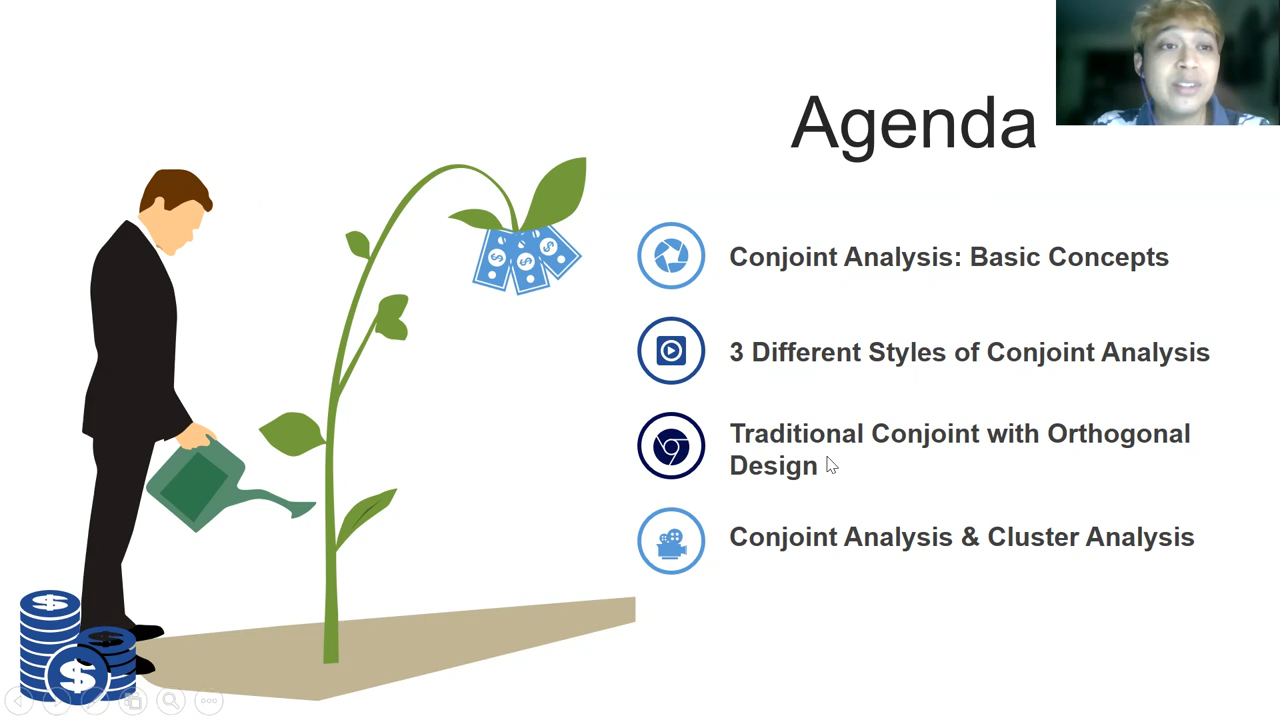 Agenda
Conjoint Analysis: Basic Concepts
3 Different Styles of Conjoint Analysis
Traditional Conjoint with Orthogonal
Design
Conjoint Analysis & Cluster Analysis
$ $ $
$
$
$